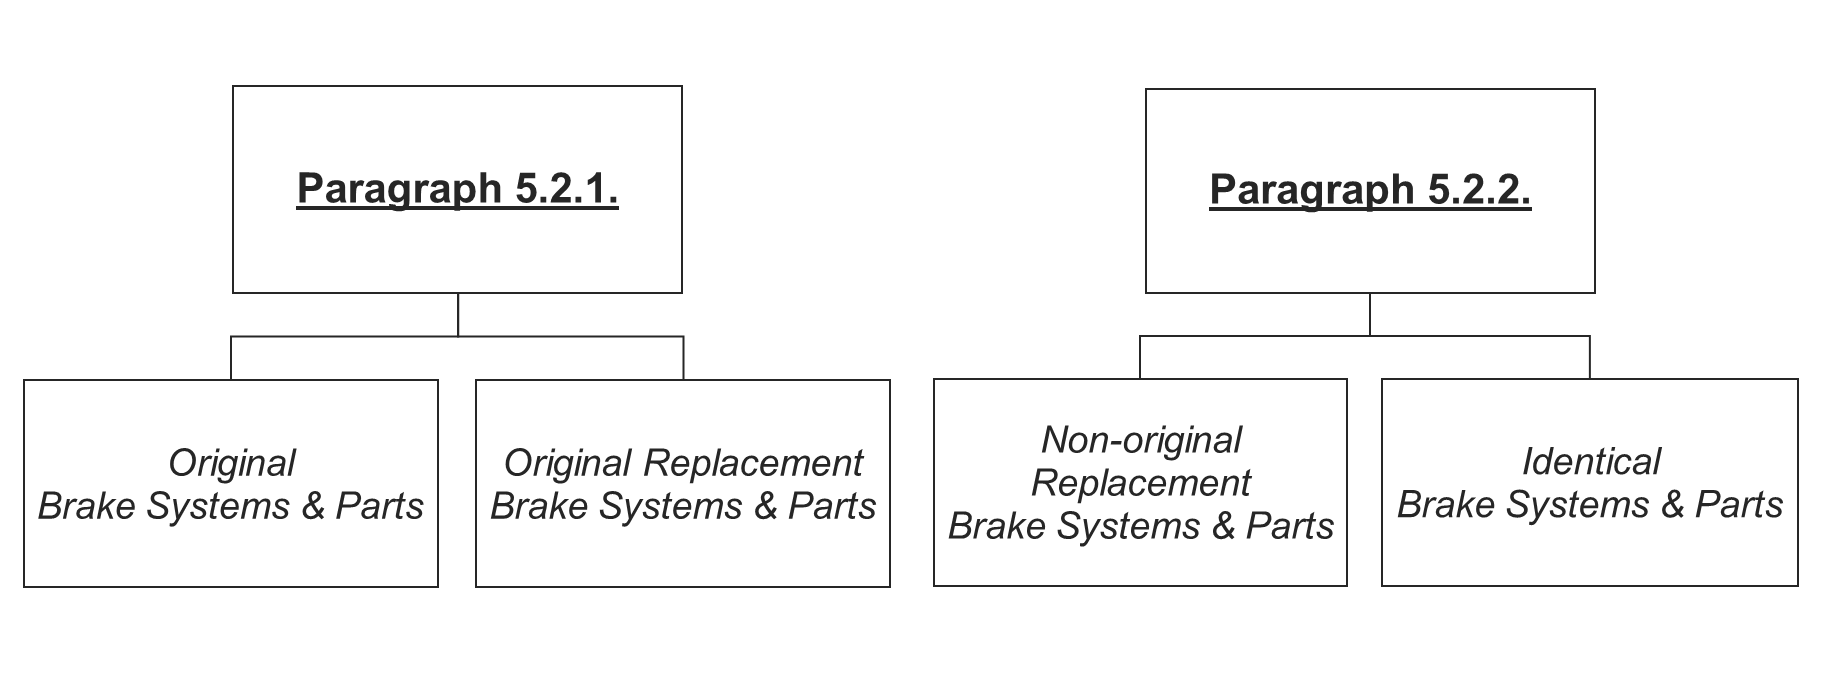 Paragraph 5.2.1.
Original
Brake Systems & Parts
Original Replacement
Brake Systems & Parts
Paragraph 5.2.2.
Non-original
Replacement
Brake Systems & Parts
Identical
Brake Systems & Parts